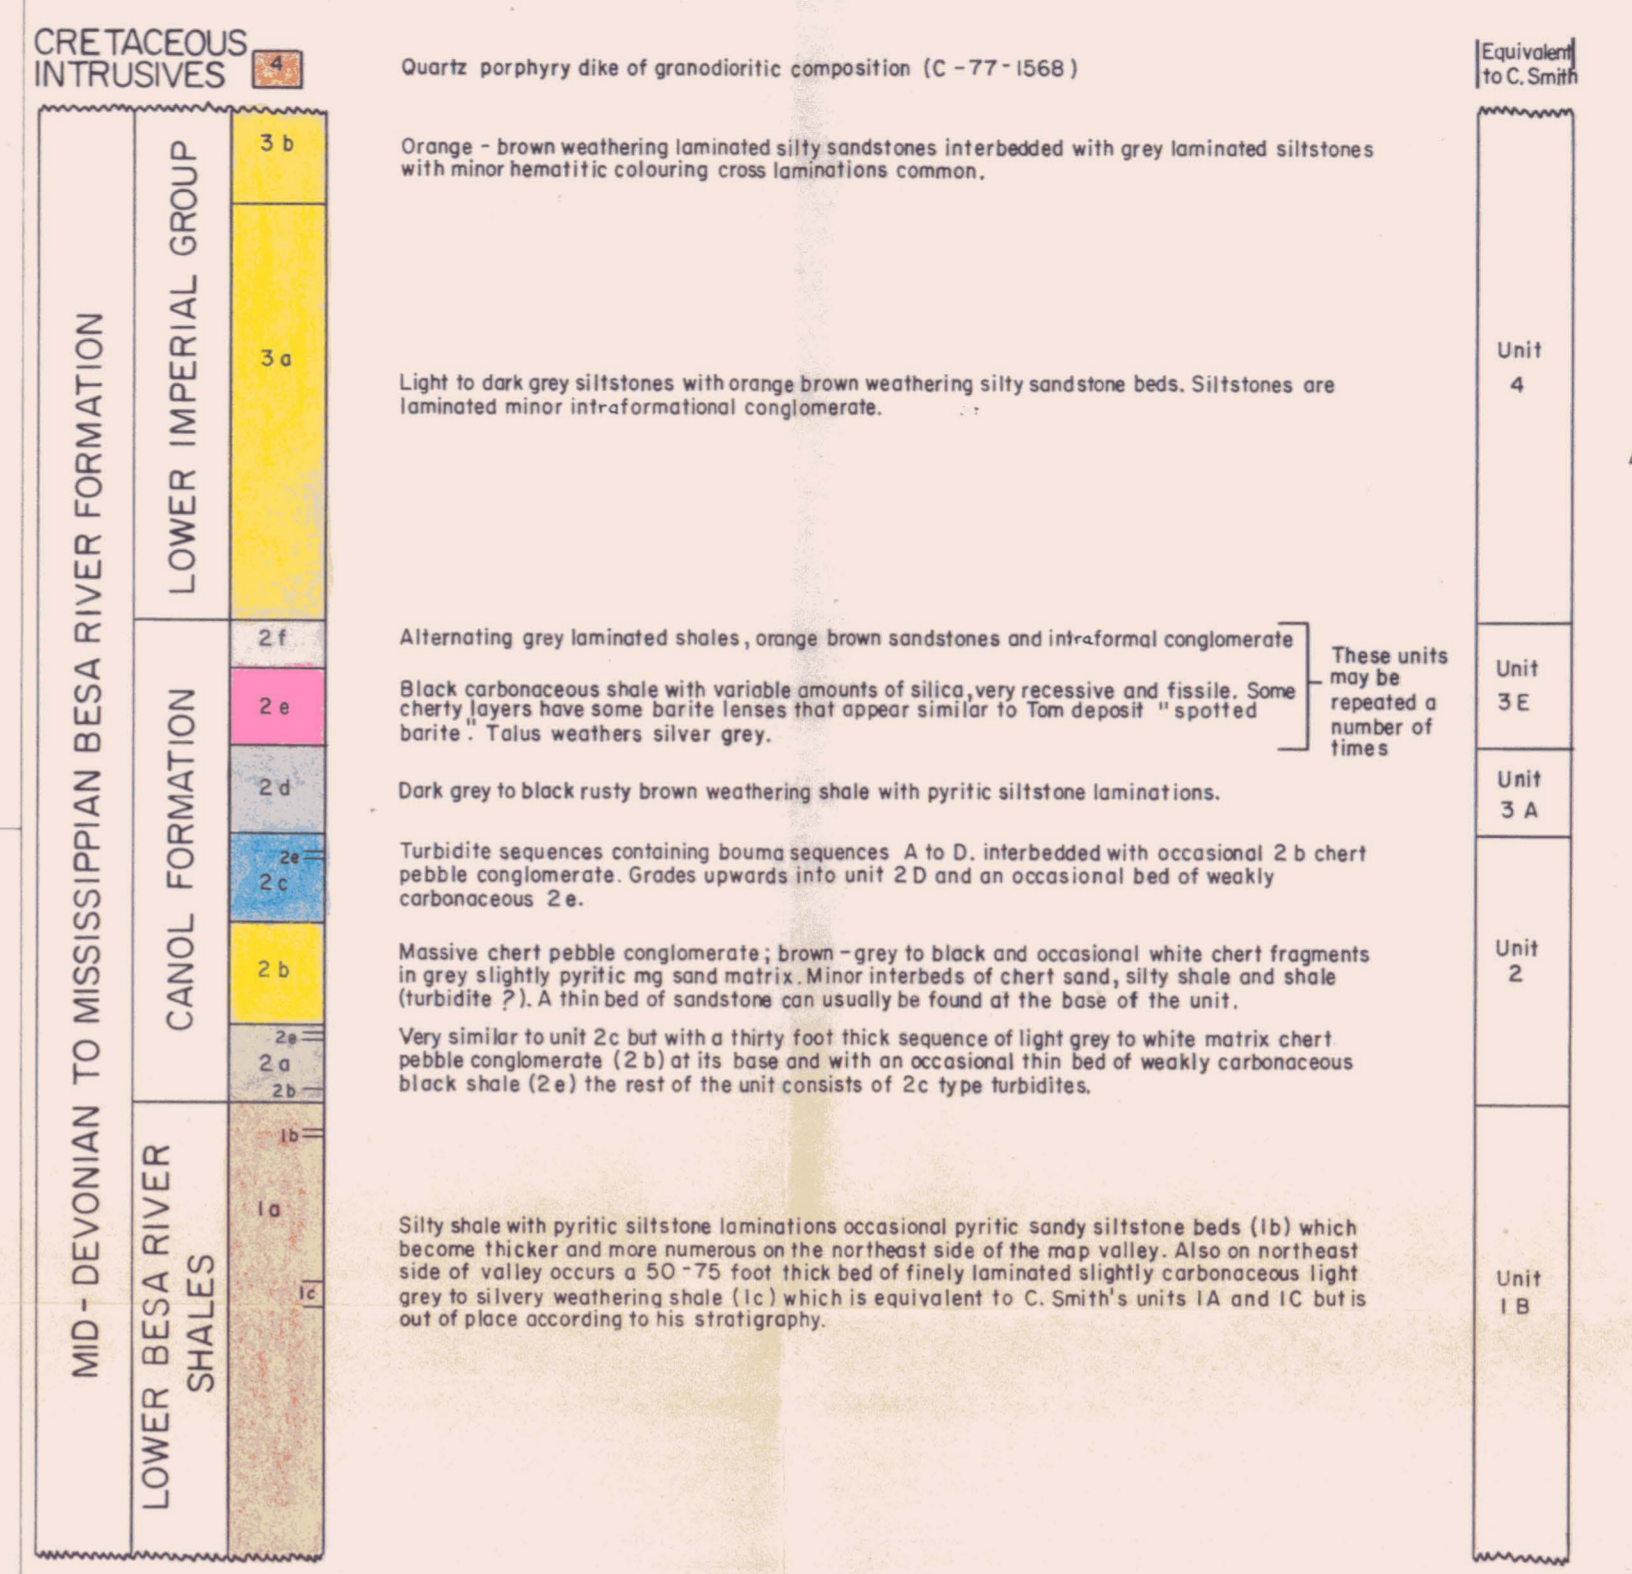 CRETACEOUS
INTRUSIVES
4
Quartz porphyry dike of granodioritic composition (C-77-1568)
Equivalent
to C. Smith
MID-DEVONIAN TO MISSISSIPPIAN BESA RIVER FORMATION
LOWER IMPERIAL GROUP
3 b
Orange - brown weathering laminated silty sandstones interbedded with grey laminated siltstones
with minor hematitic colouring cross laminations common.
3 a
Light to dark grey siltstones with orange brown weathering silty sandstone beds. Siltstones are
laminated minor intraformational conglomerate.
Unit
4
CANOL FORMATION
2 f
Alternating grey laminated shales, orange brown sandstones and intraformal conglomerate
2 e
Black carbonaceous shale with variable amounts of silica, very recessive and fissile. Some
cherty layers have some barite lenses that appear similar to Tom deposit "spotted
barite". Talus weathers silver grey.
These units
may be
repeated a
number of
times
Unit
3 E
2 d
Dark grey to black rusty brown weathering shale with pyritic siltstone laminations.
Unit
3 A
2e
2 c
Turbidite sequences containing bouma sequences A to D. interbedded with occasional 2 b chert
pebble conglomerate. Grades upwards into unit 2 D and an occasional bed of weakly
carbonaceous 2 e.
2 b
Massive chert pebble conglomerate; brown-grey to black and occasional white chert fragments
in grey slightly pyritic mg sand matrix. Minor interbeds of chert sand, silty shale and shale
(turbidite ?). A thin bed of sandstone can usually be found at the base of the unit.
Unit
2
2e
2 a
2b
Very similar to unit 2c but with a thirty foot thick sequence of light grey to white matrix chert
pebble conglomerate (2 b) at its base and with an occasional thin bed of weakly carbonaceous
black shale (2 e) the rest of the unit consists of 2c type turbidites.
LOWER BESA RIVER
SHALES
1b
1a
1c
Silty shale with pyritic siltstone laminations occasional pyritic sandy siltstone beds (1b) which
become thicker and more numerous on the northeast side of the map valley. Also on northeast
side of valley occurs a 50-75 foot thick bed of finely laminated slightly carbonaceous light
grey to silvery weathering shale (1c) which is equivalent to C. Smith's units 1A and 1C but is
out of place according to his stratigraphy.
Unit
1 B